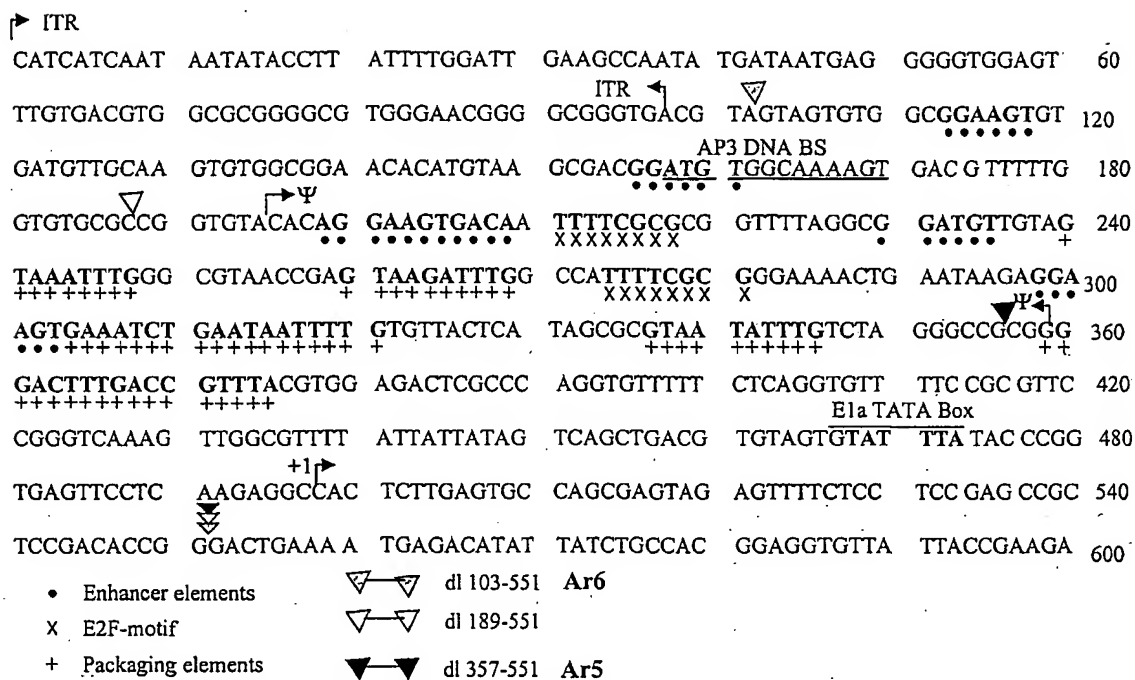 ITR
CATCATCAAT AATATACCTT ATTTTGGATT GAAGCCAATA TGATAATGAG GGGGTGGAGT 60
ITR
TTGTGACGTG GCGCGGGGCG TGGGAACGGG GCGGGTGACG TAGTAGTGTG GCGGAAGTGT 120
AP3 DNA BS
GATGTTGCAA GTGTGGCGGA ACACATGTAA GCGACGGATG TGGCAAAAGT GACG TTTTTG 180
Ψ
GTGTGCGCCG GTGTACACAG GAAGTGACAA TTTTCGCGCG GTTTTAGGCG GATGTTGTAG 240
XXXXXXXX
+
TAAATTTGGG CGTAACCGAG TAAGATTTGG CCATTTTCGC GGGAAAACTG AATAAGAGGA 300
++++++++ + +++++++++ XXXXXXX X
Ψ
AGTGAAATCT GAATAATTTT GTGTTACTCA TAGCGCGTAA TATTTGTCTA GGGCCGCGGG 360
+++++++ ++++++++++ + ++++ ++++++ ++
GACTTTGACC GTTTACGTGG AGACTCGCCC AGGTGTTTTT CTCAGGTGTT TTC CGC GTTC 420
++++++++++ +++++
E1a TATA Box
CGGGTCAAAG TTGGCGTTTT ATTATTATAG TCAGCTGACG TGTAGTGTAT TTA TAC CCGG 480
+1
TGAGTTCCTC AAGAGGCCAC TCTTGAGTGC CAGCGAGTAG AGTTTTCTCC TCC GAG CCGC 540
TCCGACACCG GGACTGAAAA TGAGACATAT TATCTGCCAC GGAGGTGTTA TTACCGAAGA 600
• Enhancer elements
X E2F-motif
+ Packaging elements
dl 103-551 Ar6
dl 189-551
dl 357-551 Ar5